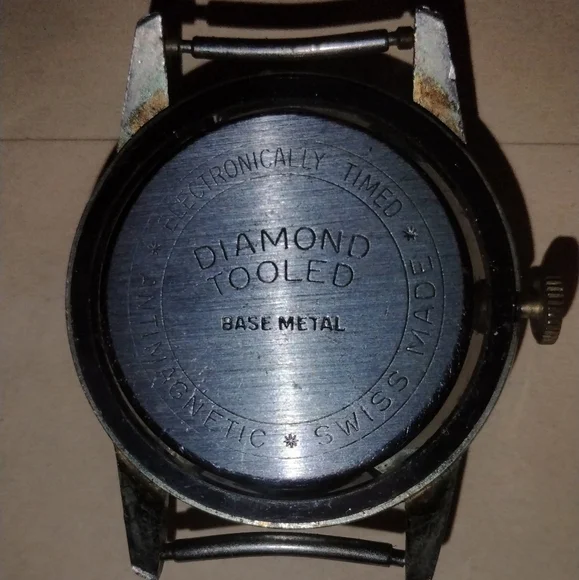 ELECTRONICALLY TIMED * SWISS MADE * ANTIMAGNETIC
DIAMOND
TOOLED
BASE METAL